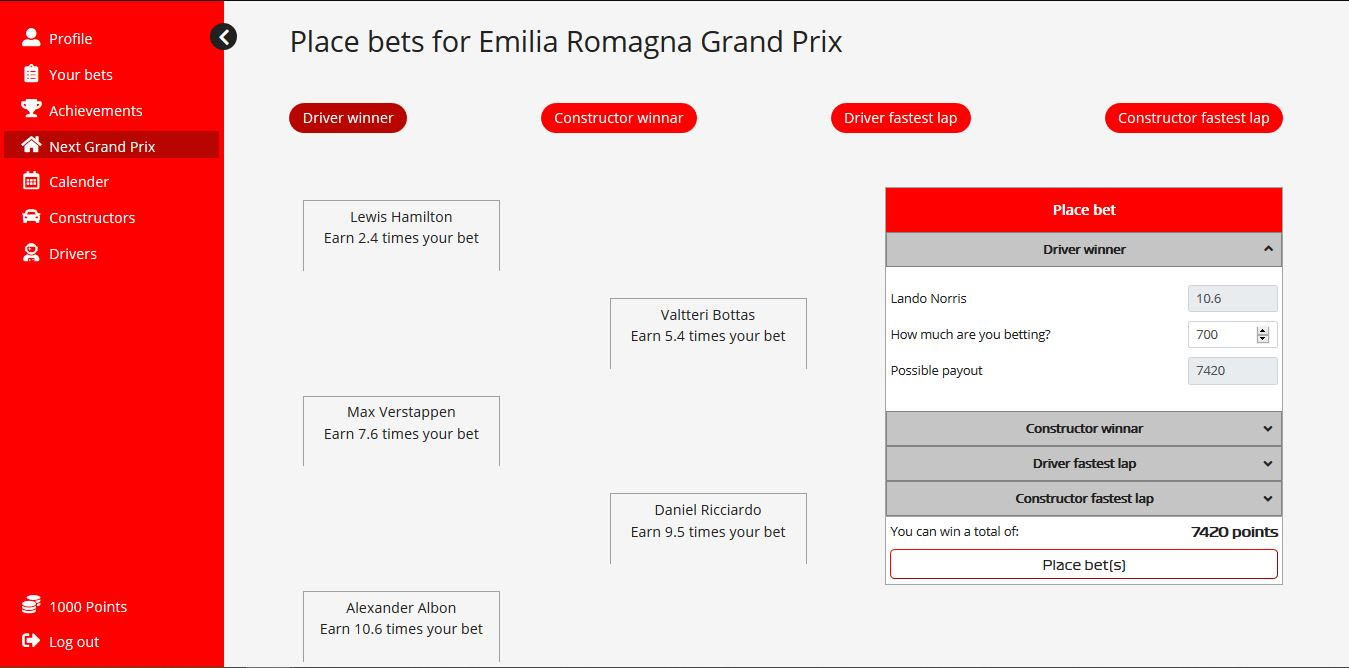 Profile
Your bets
Achievements
Next Grand Prix
Calender
Constructors
Drivers
1000 Points
Log out
Place bets for Emilia Romagna Grand Prix
Driver winner
Constructor winnar
Driver fastest lap
Constructor fastest lap
Lewis Hamilton
Earn 2.4 times your bet
Valtteri Bottas
Earn 5.4 times your bet
Max Verstappen
Earn 7.6 times your bet
Daniel Ricciardo
Earn 9.5 times your bet
Alexander Albon
Earn 10.6 times your bet
Place bet
Driver winner
Lando Norris 10.6
How much are you betting? 700
Possible payout 7420
Constructor winnar
Driver fastest lap
Constructor fastest lap
You can win a total of: 7420 points
Place bet(s)